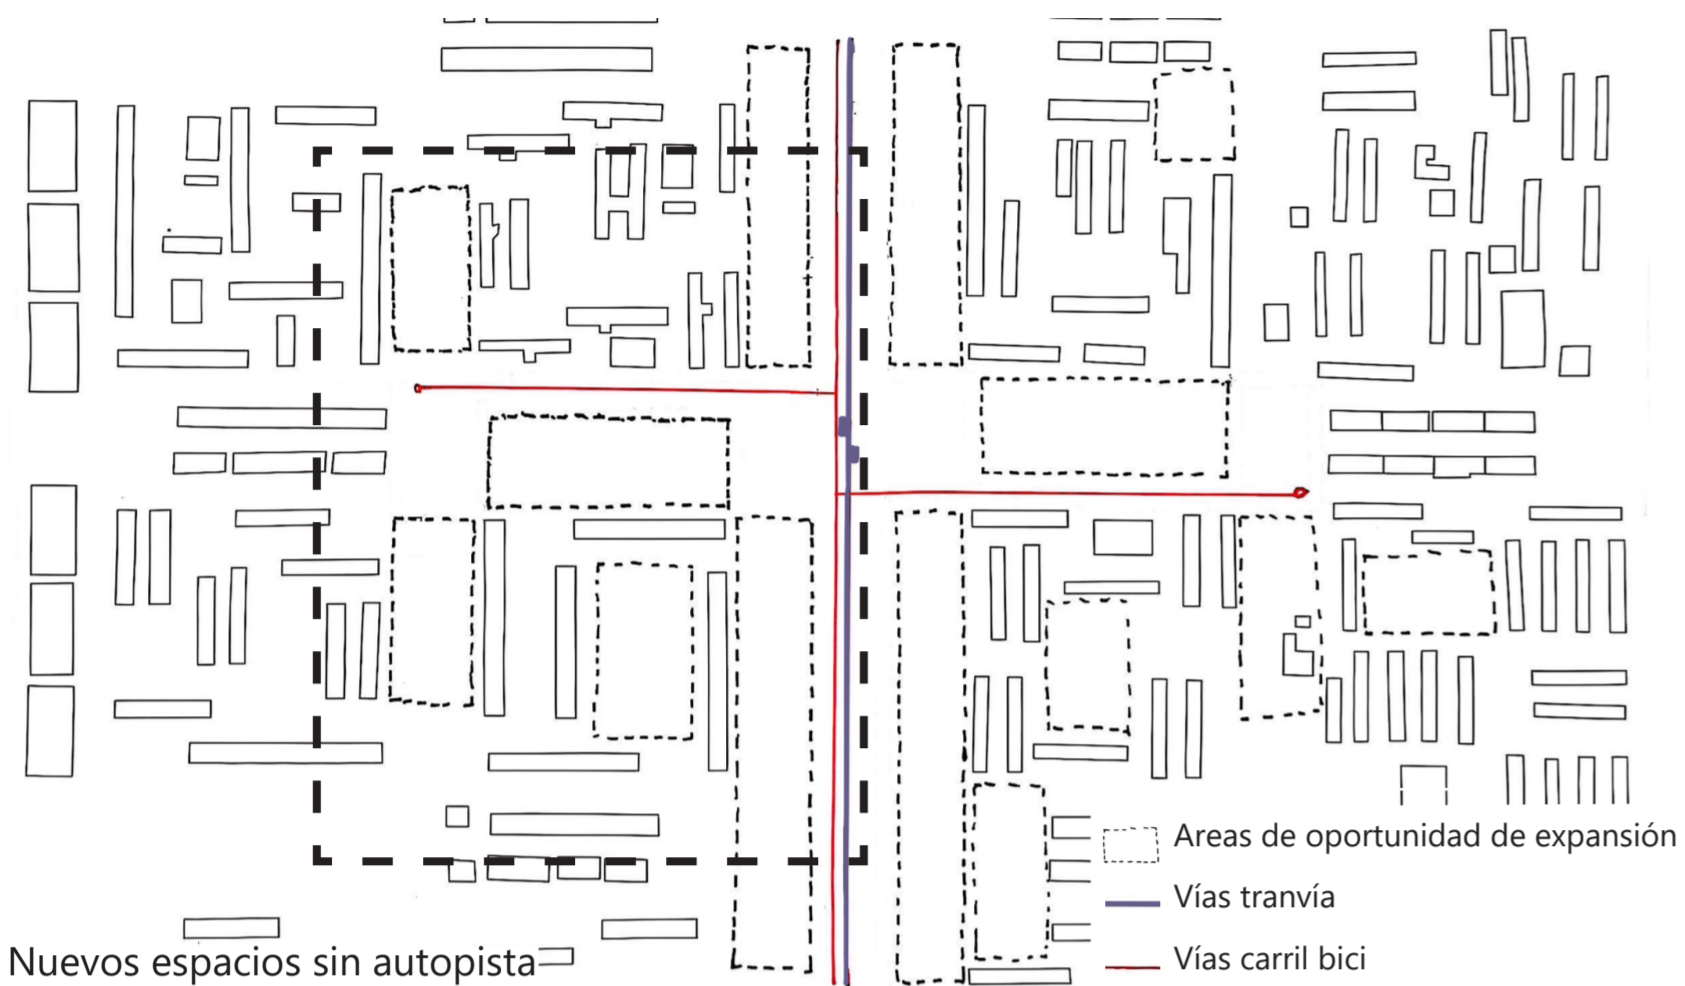 Areas de oportunidad de expansión
Vías tranvía
Vías carril bici
Nuevos espacios sin autopista